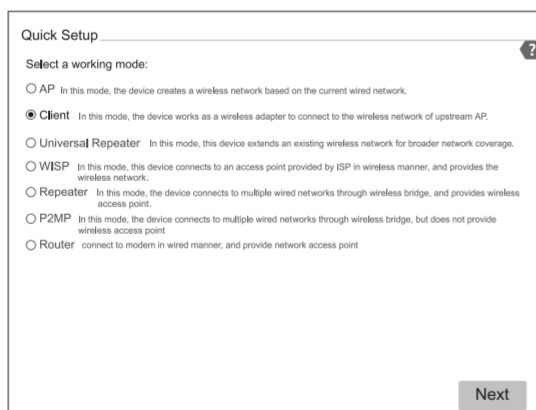 Quick Setup
?
Select a working mode:
AP In this mode, the device creates a wireless network based on the current wired network.
Client In this mode, the device works as a wireless adapter to connect to the wireless network of upstream AP.
Universal Repeater In this mode, this device extends an existing wireless network for broader network coverage.
WISP In this mode, this device connects to an access point provided by ISP in wireless manner, and provides the
wireless network.
Repeater In this mode, the device connects to multiple wired networks through wireless bridge, and provides wireless
access point.
P2MP In this mode, the device connects to multiple wired networks through wireless bridge, but does not provide
wireless access point
Router connect to modem in wired manner, and provide network access point
Next